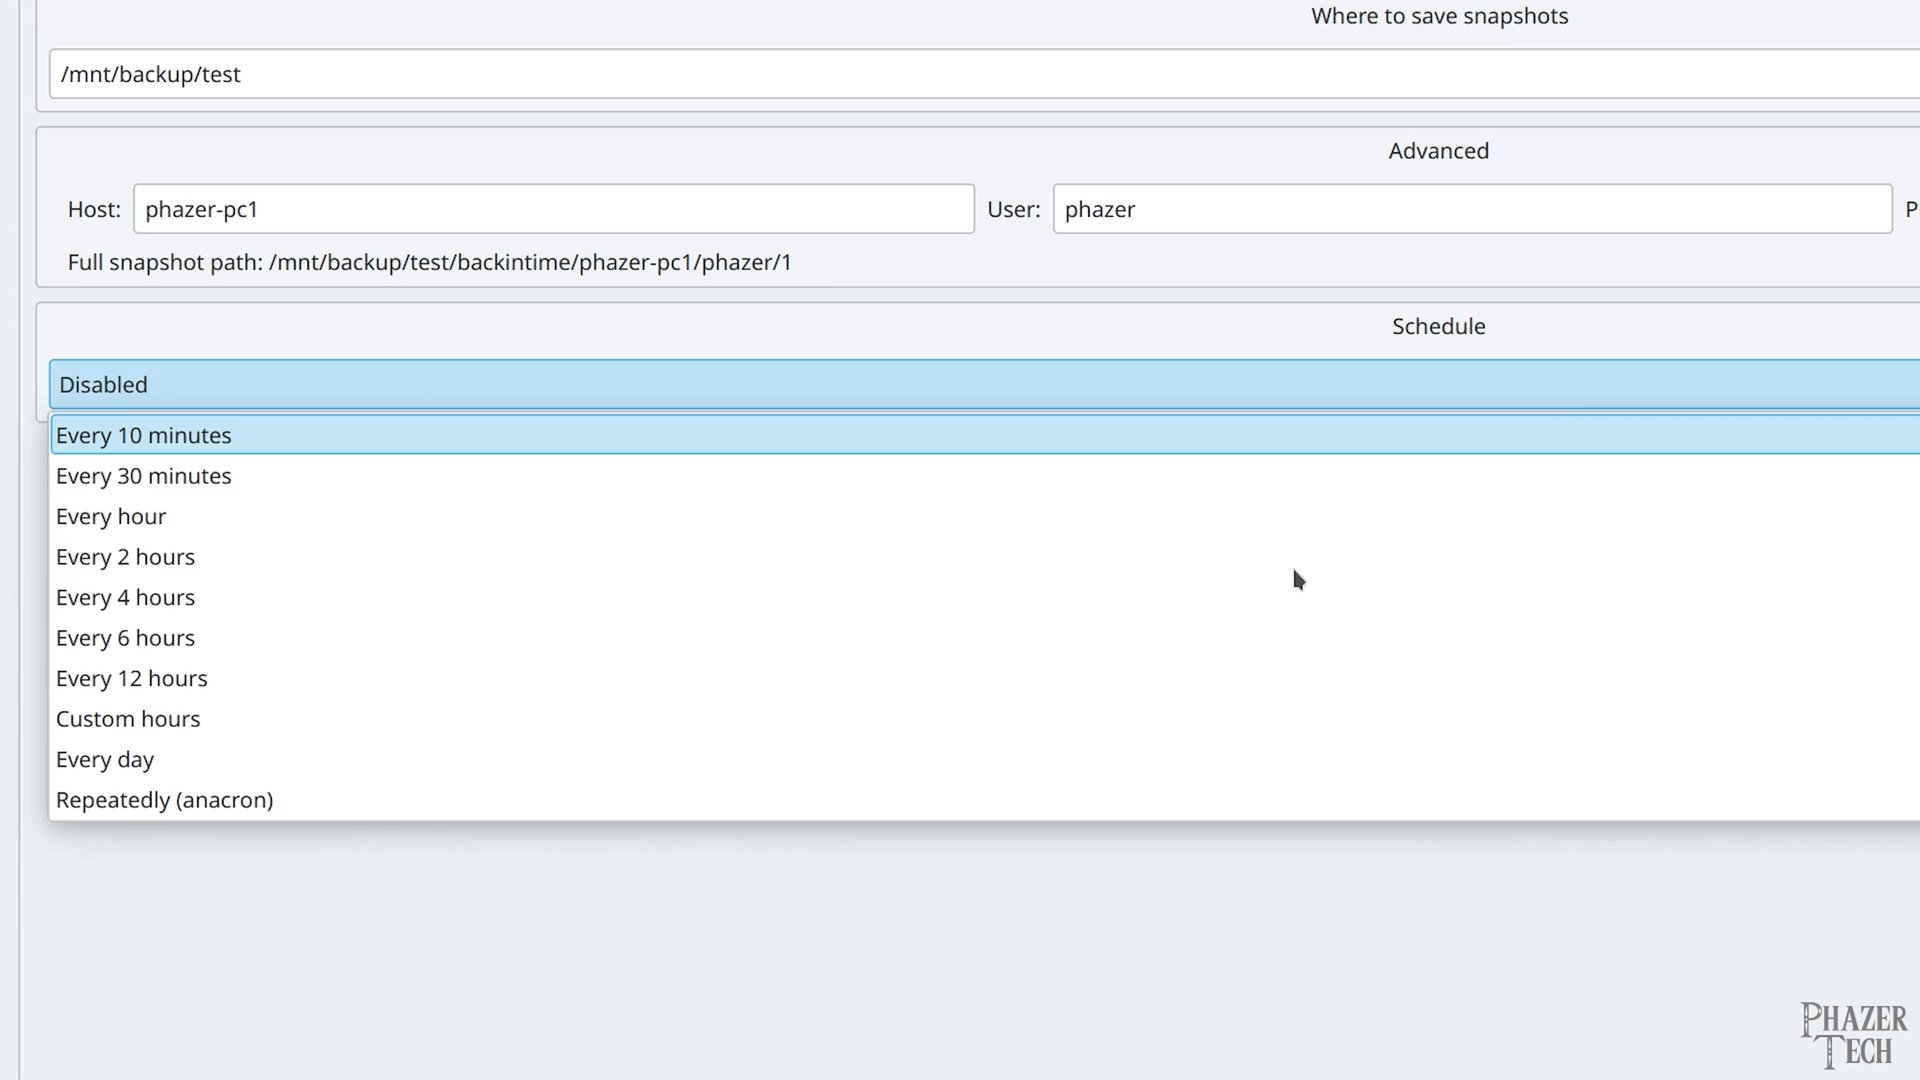 Where to save snapshots
/mnt/backup/test
Advanced
Host: phazer-pc1 User: phazer P
Full snapshot path: /mnt/backup/test/backintime/phazer-pc1/phazer/1
Schedule
Disabled
Every 10 minutes
Every 30 minutes
Every hour
Every 2 hours
Every 4 hours
Every 6 hours
Every 12 hours
Custom hours
Every day
Repeatedly (anacron)
PHAZER
TECH